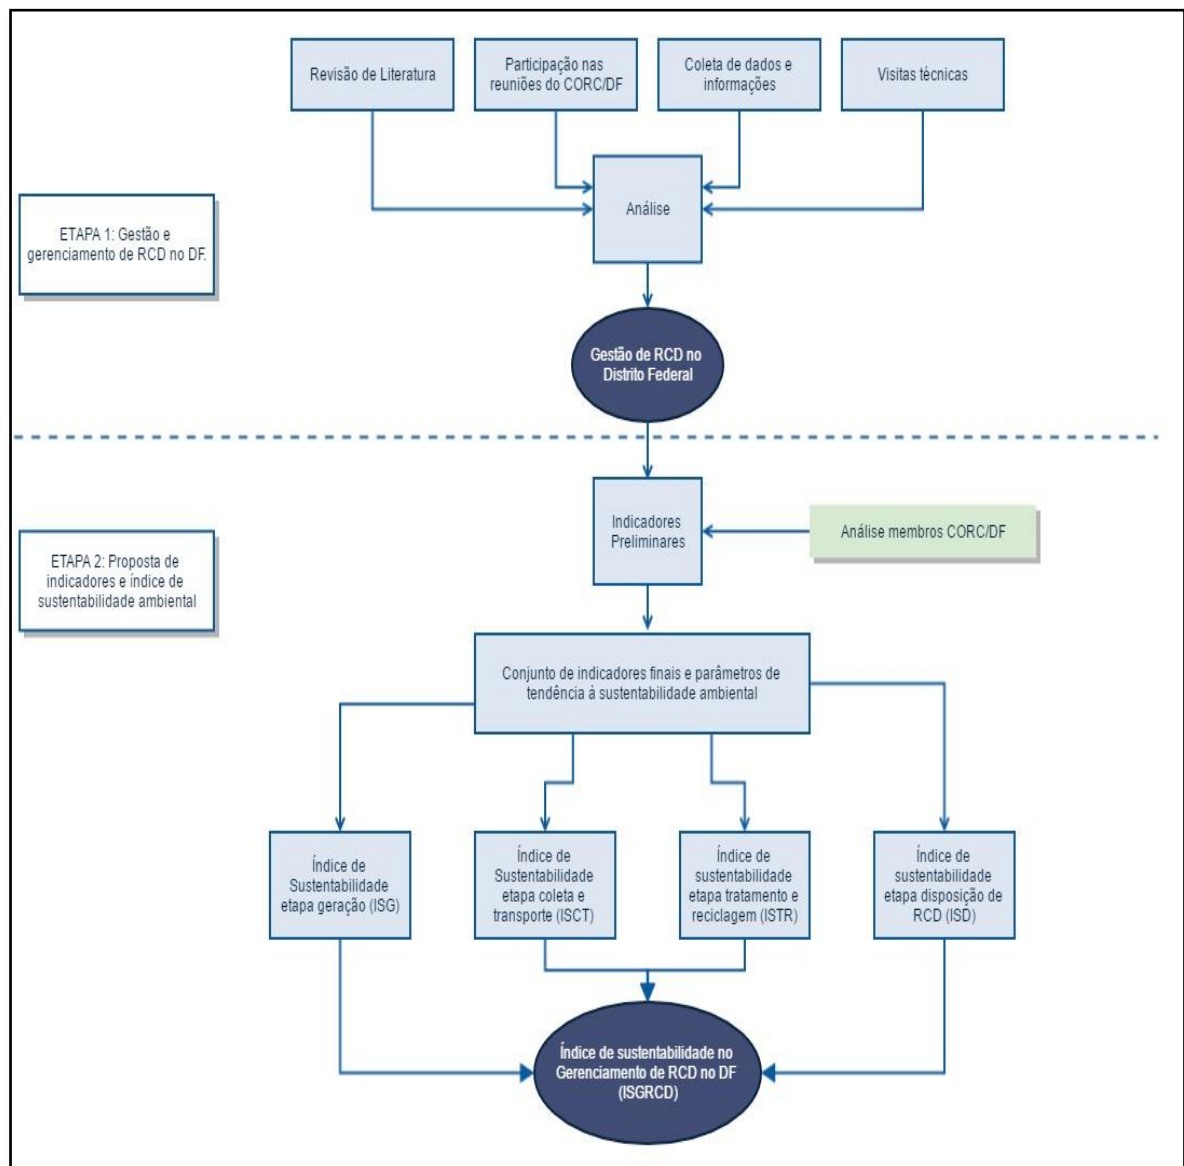 Revisão de Literatura
Participação nas
reuniões do CORC/DF
Coleta de dados e
informações
Visitas técnicas
Análise
ETAPA 1: Gestão e
gerenciamento de RCD no DF.
Gestão de RCD no
Distrito Federal
Indicadores
Preliminares
Análise membros CORC/DF
ETAPA 2: Proposta de
indicadores e índice de
sustentabilidade ambiental
Conjunto de indicadores finais e parâmetros de
tendência à sustentabilidade ambiental
Índice de
Sustentabilidade
etapa geração (ISG)
Índice de
Sustentabilidade
etapa coleta e
transporte (ISCT)
Índice de
sustentabilidade
etapa tratamento e
reciclagem (ISTR)
Índice de
sustentabilidade
etapa disposição de
RCD (ISD)
Índice de sustentabilidade no
Gerenciamento de RCD no DF
(ISGRCD)